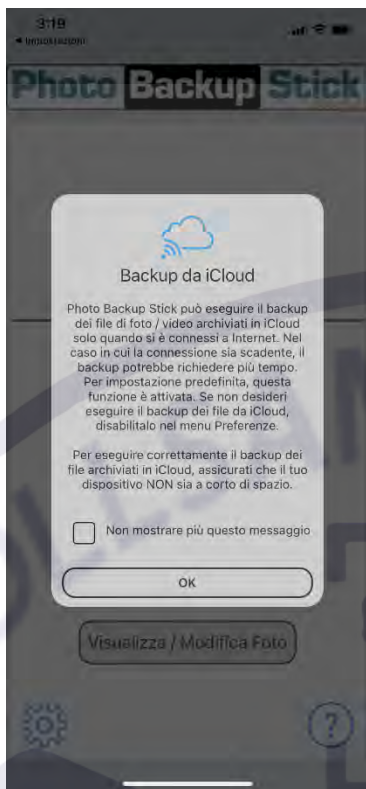 3:19
◀ Impostazioni
Photo Backup Stick
Backup da iCloud
Photo Backup Stick può eseguire il backup
dei file di foto / video archiviati in iCloud
solo quando si è connessi a Internet. Nel
caso in cui la connessione sia scadente, il
backup potrebbe richiedere più tempo.
Per impostazione predefinita, questa
funzione è attivata. Se non desideri
eseguire il backup dei file da iCloud,
disabilitalo nel menu Preferenze.
Per eseguire correttamente il backup dei
file archiviati in iCloud, assicurati che il tuo
dispositivo NON sia a corto di spazio.
Non mostrare più questo messaggio
OK
Visualizza / Modifica Foto
?